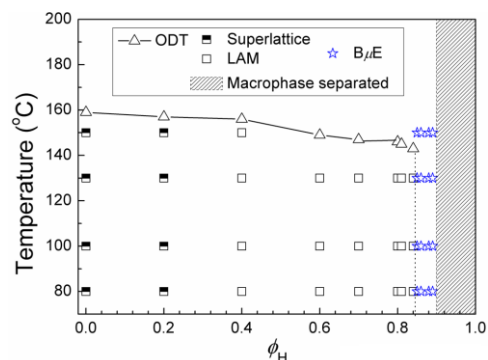 200
180
160
140
120
100
80
Temperature (°C)
ODT
Superlattice
LAM
BμE
Macrophase separated
0.0 0.2 0.4 0.6 0.8 1.0
ϕH